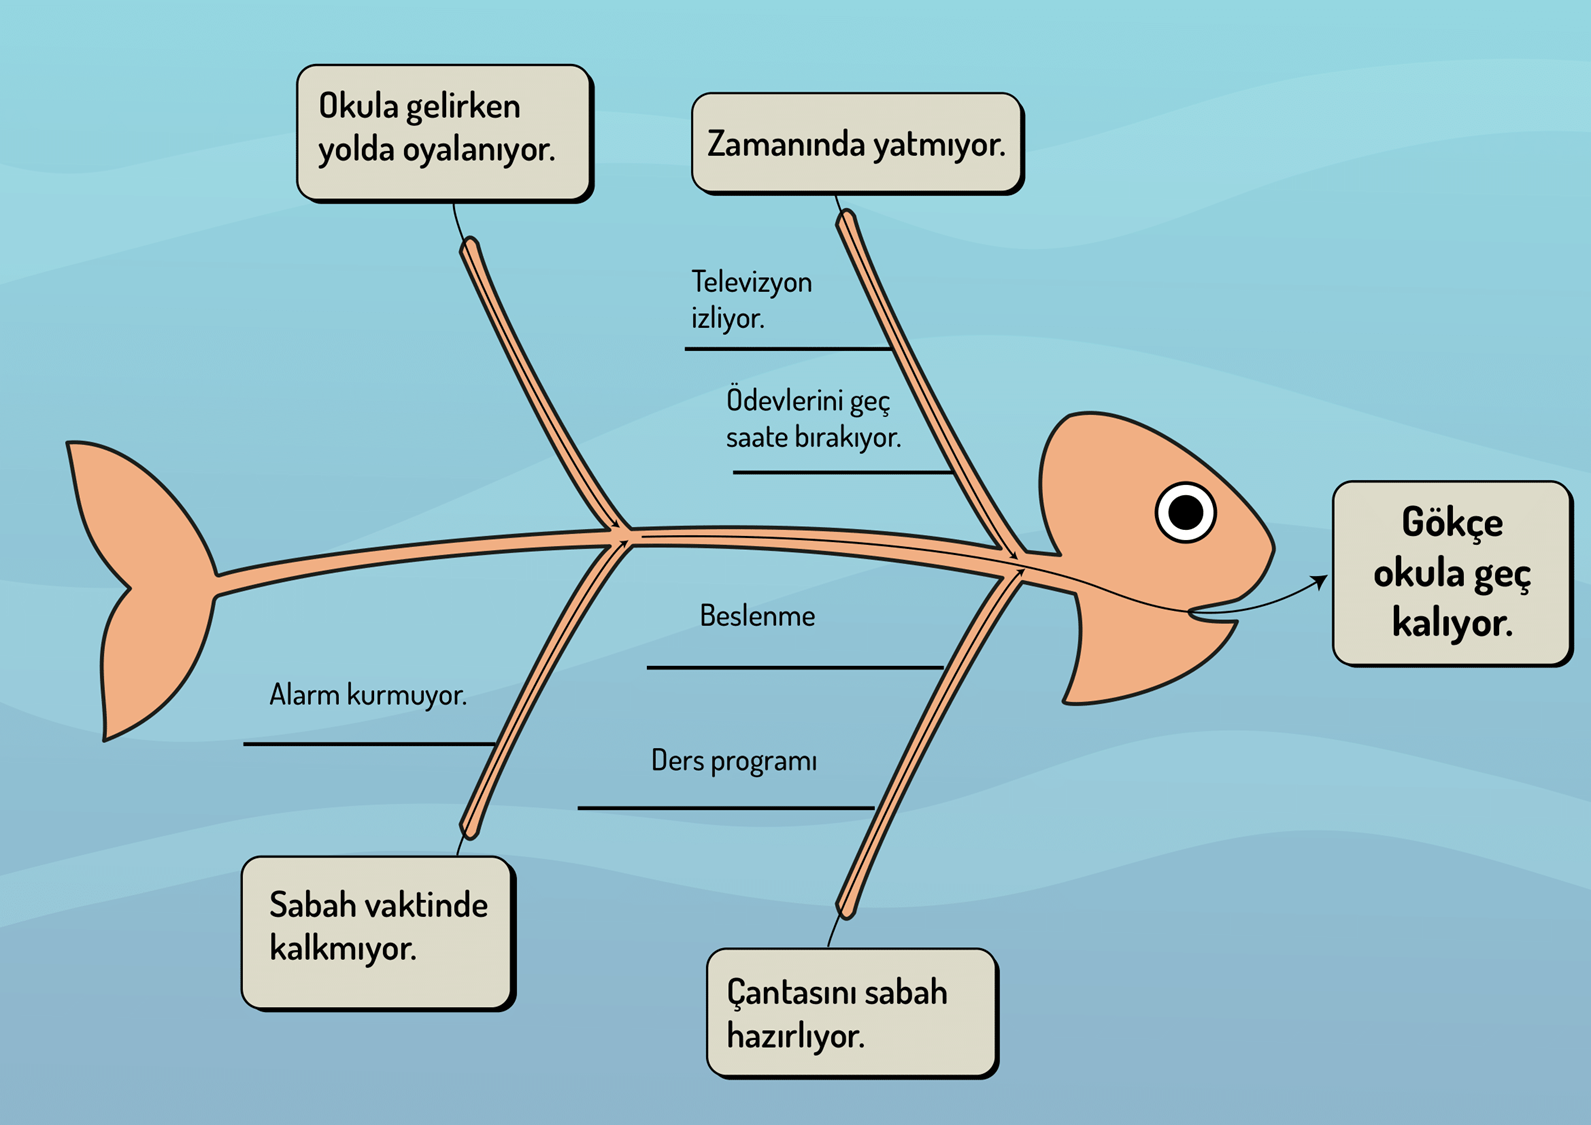 Okula gelirken
yolda oyalanıyor.
Zamanında yatmıyor.
Televizyon
izliyor.
Ödevlerini geç
saate bırakıyor.
Gökçe
okula geç
kalıyor.
Beslenme
Alarm kurmuyor.
Ders programı
Sabah vaktinde
kalkmıyor.
Çantasını sabah
hazırlıyor.